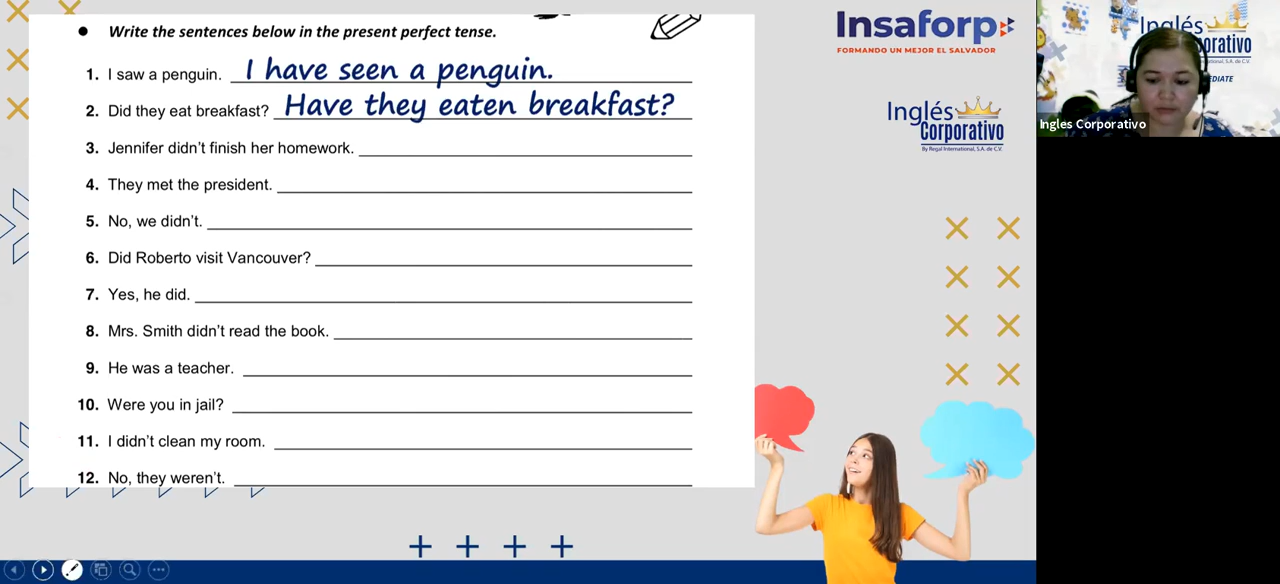 Write the sentences below in the present perfect tense.
1. I saw a penguin. I have seen a penguin.
2. Did they eat breakfast? Have they eaten breakfast?
3. Jennifer didn't finish her homework.
4. They met the president.
5. No, we didn't.
6. Did Roberto visit Vancouver?
7. Yes, he did.
8. Mrs. Smith didn't read the book.
9. He was a teacher.
10. Were you in jail?
11. I didn't clean my room.
12. No, they weren't.
Insaforp
FORMANDO UN MEJOR EL SALVADOR
Inglés
Corporativo
By Regal International, S.A. de C.V.
Inglés
orativo
national, S.A. de C.V.
EDIATE
Ingles Corporativo